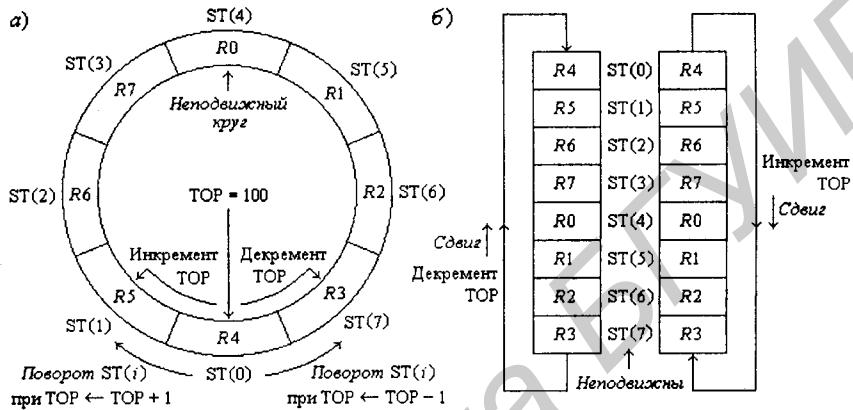 а)
ST(4)
R0
ST(3)
ST(5)
R7
R1
Неподвижный
круг
ST(2)
R6
TOP = 100
R2
ST(6)
Инкремент
TOP
Декремент
TOP
R5
R3
ST(1)
R4
ST(7)
Поворот ST(i)
при TOP ← TOP + 1
ST(0)
Поворот ST(i)
при TOP ← TOP – 1
б)
R4 ST(0) R4
R5 ST(1) R5
R6 ST(2) R6
R7 ST(3) R7
R0 ST(4) R0
R1 ST(5) R1
R2 ST(6) R2
R3 ST(7) R3
Сдвиг
Декремент
TOP
Инкремент
TOP
Сдвиг
Неподвижны
а БГУИ